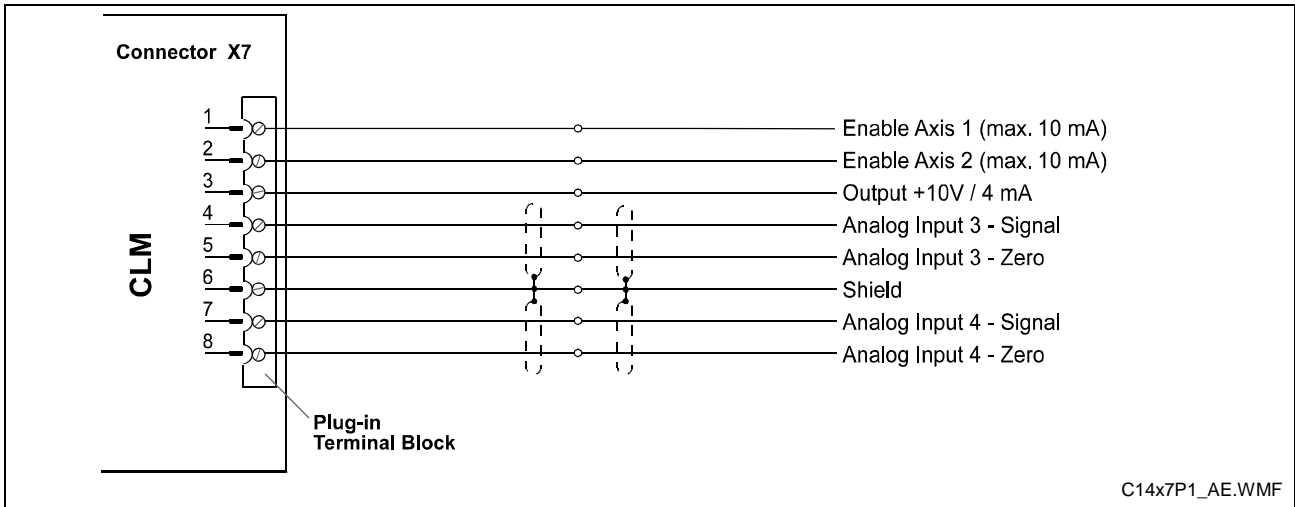 Connector X7
1 Enable Axis 1 (max. 10 mA)
2 Enable Axis 2 (max. 10 mA)
3 Output +10V / 4 mA
4 Analog Input 3 - Signal
5 Analog Input 3 - Zero
6 Shield
7 Analog Input 4 - Signal
8 Analog Input 4 - Zero
CLM
Plug-in
Terminal Block
C14x7P1_AE.WMF